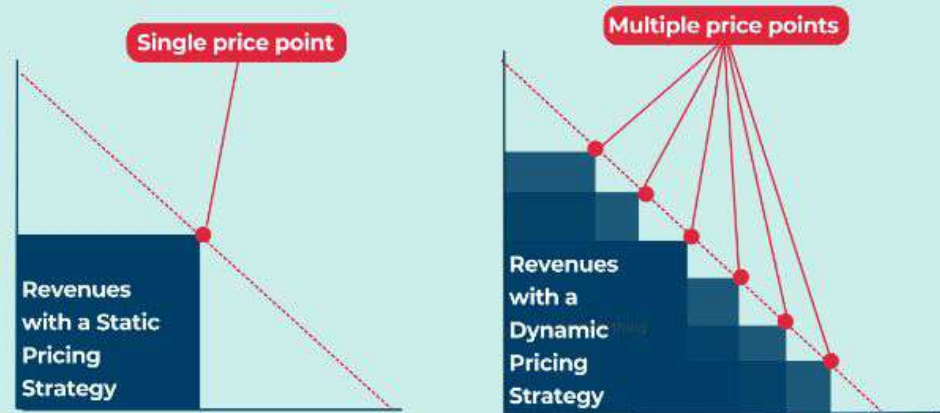 Single price point
Revenues
with a Static
Pricing
Strategy
Multiple price points
Revenues
with a
Dynamic
Pricing
Strategy